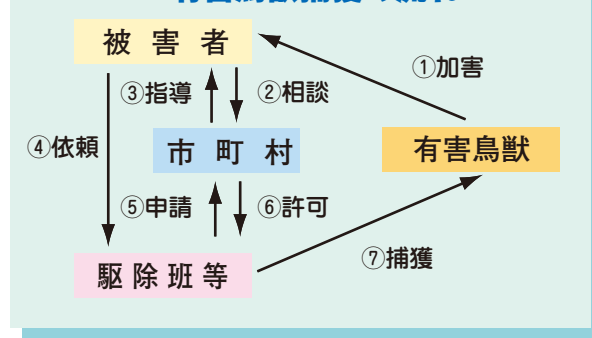 被害者
①加害
③指導
②相談
④依頼
市町村
有害鳥獣
⑤申請
⑥許可
⑦捕獲
駆除班等